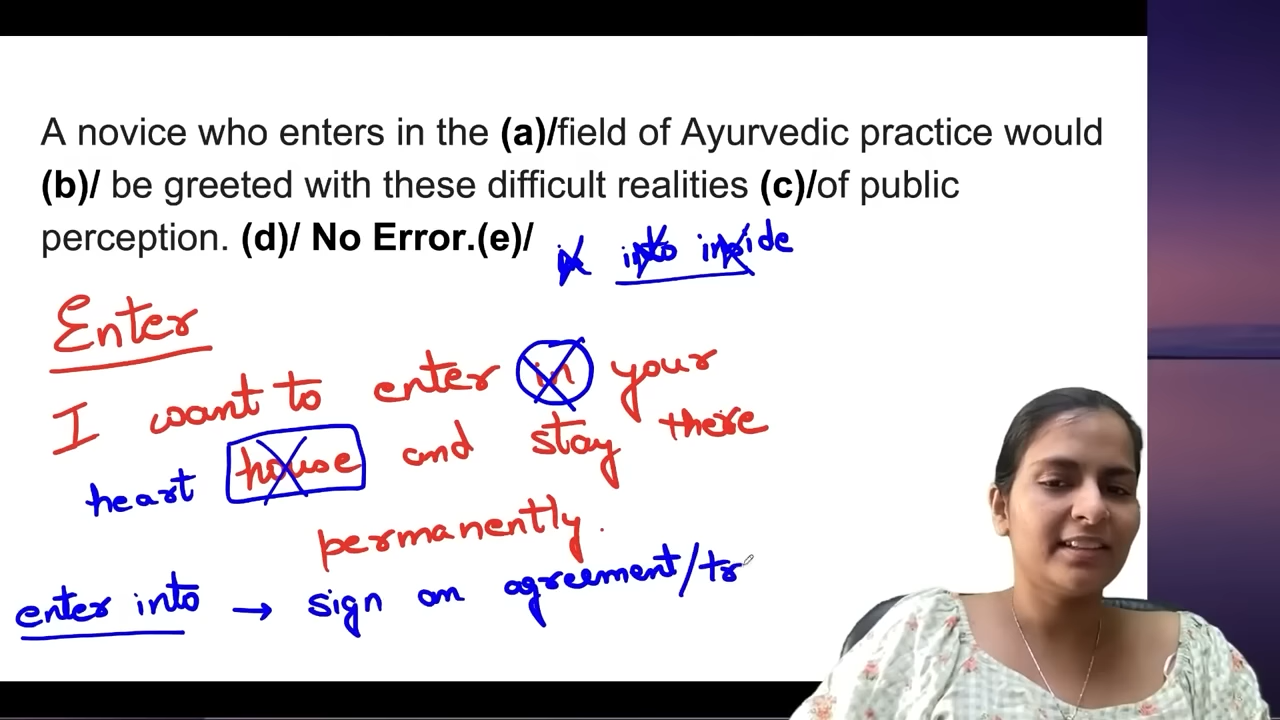 A novice who enters in the (a)/field of Ayurvedic practice would
(b)/ be greeted with these difficult realities (c)/of public
perception. (d)/ No Error.(e)/
in into inside
Enter
I want to enter in your
heart house and stay there
permanently.
enter into → sign an agreement/tr